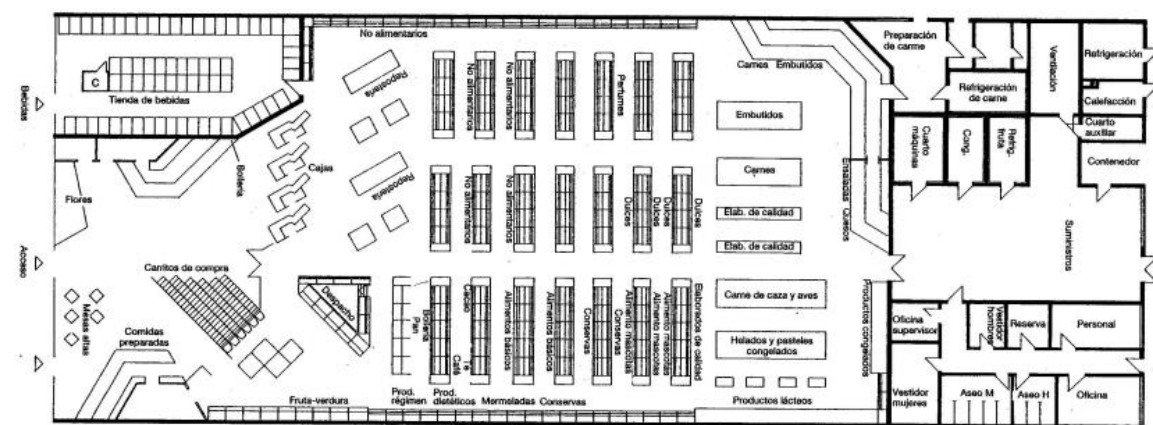 No alimentarios
Preparación
de carme
Carnes Embutidos
Ventilación
Refrigeración
Bebidas
C
Tienda de bebidas
Repostería
No alimentarios
No alimentarios
Perfumes
Embutidos
Refrigeración
de carne
Calefacción
Cuarto
auxiliar
Bollería
Cajas
Cuarto
máquinas
Cong.
Refrig.
fruta
Contenedor
Flores
Repostería
Carnes
Ensaladas Quesos
No alimentarios
No alimentarios
Dulces
Dulces
Dulces
Dulces
Elab. de calidad
Elab. de calidad
Suministros
Acceso
Carritos de compra
Mesas altas
Despacho
Pan
Bollería
Cacao
Té
Café
Alimentos básicos
Alimentos básicos
Alimentos básicos
Conservas
Conservas
Alimento mascotas
Alimento mascotas
Alimento mascotas
Elaborados de calidad
Carne de caza y aves
Productos congelados
Comidas
preparadas
Helados y pasteles
congelados
Oficina
supervisor
Vestidor
hombres
Reserva
Personal
Fruta-verdura
Prod.
régimen
Prod.
dietéticos
Mermeladas
Conservas
Productos lácteos
Vestidor
mujeres
Aseo M
Aseo H
Oficina